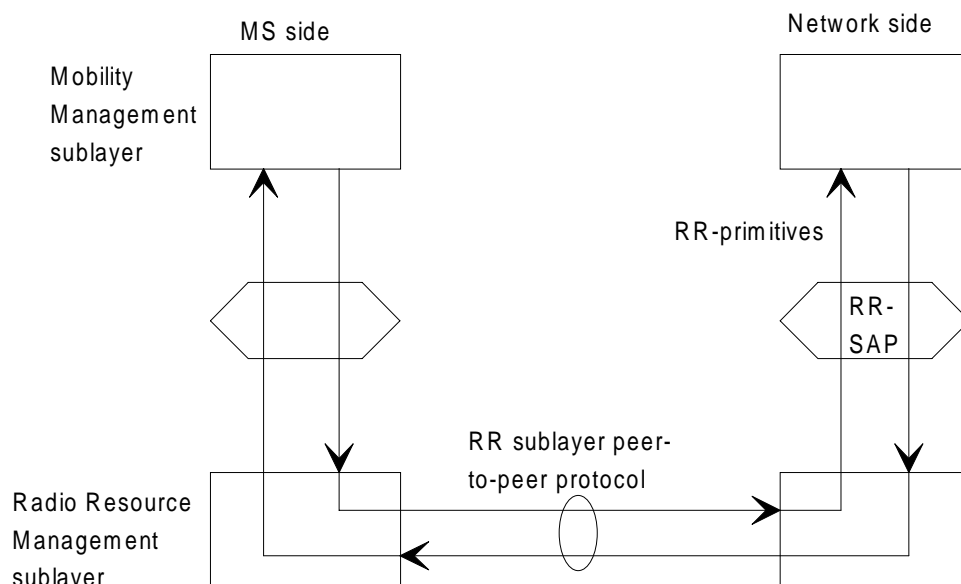 MS side
Network side
Mobility
Management
sublayer
RR-primitives
RR-
SAP
RR sublayer peer-
to-peer protocol
Radio Resource
Management
sublayer